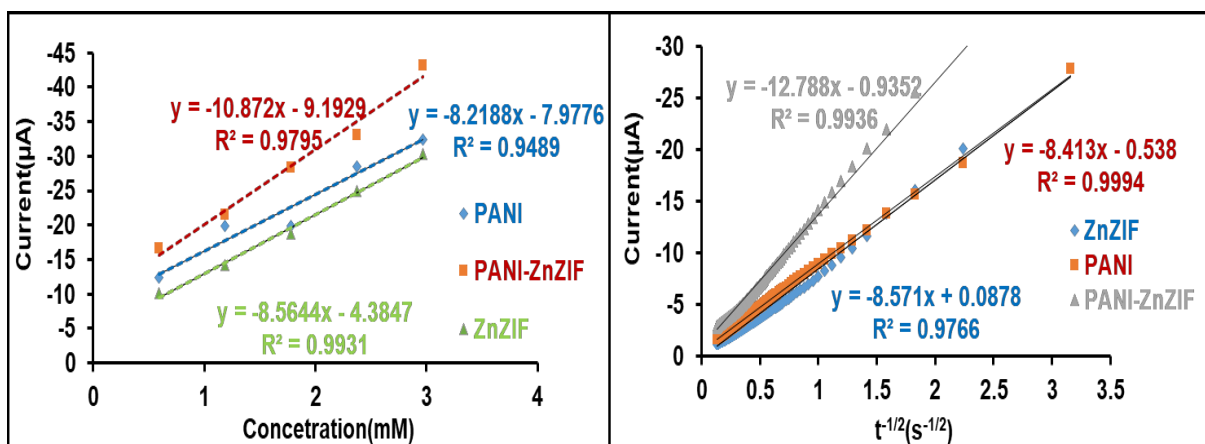 -45
-40
-35
-30
-25
-20
-15
-10
-5
0
0
1
2
3
4
Current(µA)
Concetration(mM)
y = -10.872x - 9.1929
R² = 0.9795
y = -8.2188x - 7.9776
R² = 0.9489
PANI
PANI-ZnZIF
y = -8.5644x - 4.3847
R² = 0.9931
ZnZIF
-30
-25
-20
-15
-10
-5
0
0
0.5
1
1.5
2
2.5
3
3.5
Current(µA)
t⁻¹/²(s⁻¹/²)
y = -12.788x - 0.9352
R² = 0.9936
y = -8.413x - 0.538
R² = 0.9994
ZnZIF
PANI
PANI-ZnZIF
y = -8.571x + 0.0878
R² = 0.9766